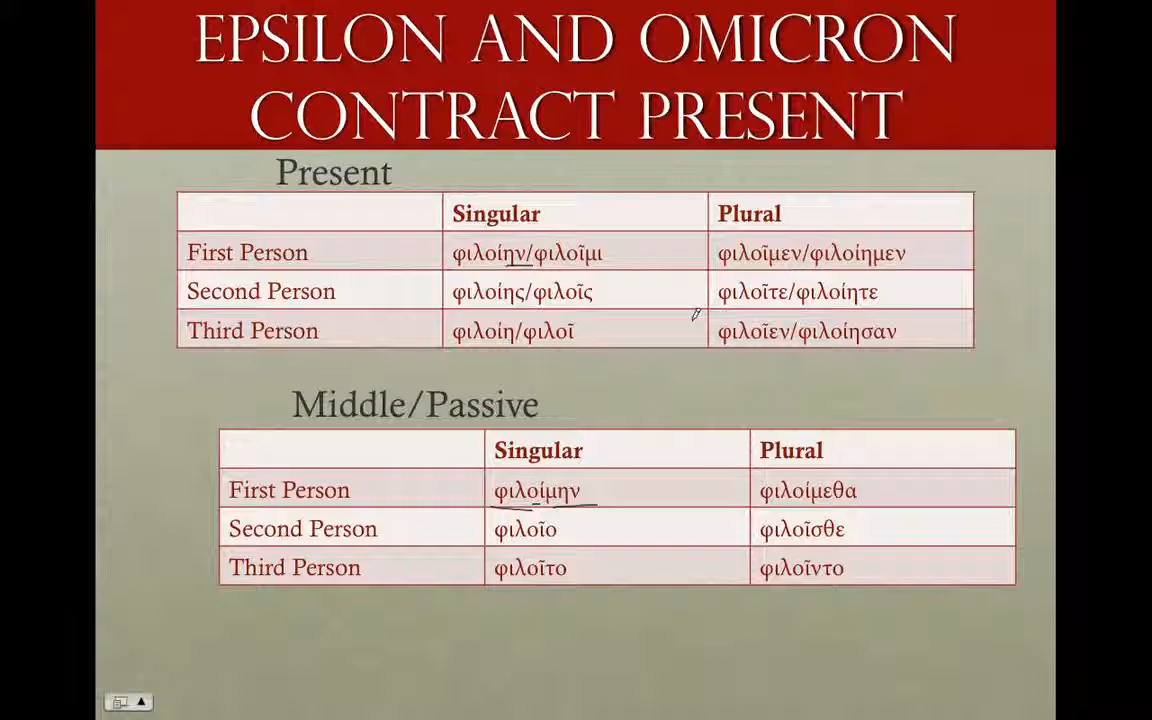 EPSILON AND OMICRON
CONTRACT PRESENT
Present
Singular Plural
First Person φιλοίην/φιλοῖμι φιλοῖμεν/φιλοίημεν
Second Person φιλοίης/φιλοῖς φιλοῖτε/φιλοίητε
Third Person φιλοίη/φιλοῖ φιλοῖεν/φιλοίησαν
Middle/Passive
Singular Plural
First Person φιλοίμην φιλοίμεθα
Second Person φιλοῖο φιλοῖσθε
Third Person φιλοῖτο φιλοῖντο